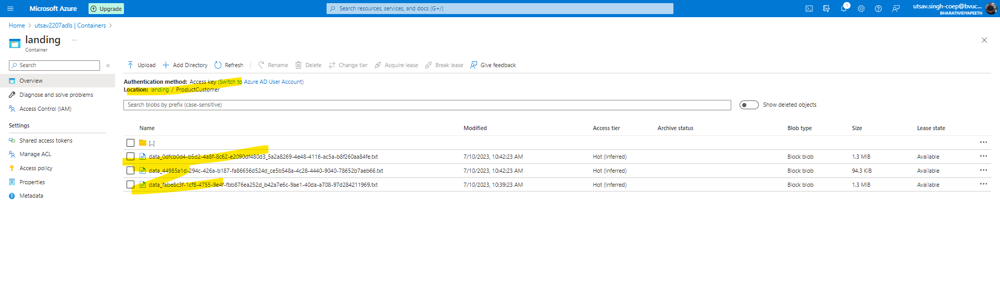 Microsoft Azure
Upgrade
Search resources, services, and docs (G+/)
1
utsav.singh-coep@bvuc...
BHARATIVIDYAPEETH
Home > utsav2207adls | Containers >
landing ...
Container
Search
«
Overview
Diagnose and solve problems
Access Control (IAM)
Settings
Shared access tokens
Manage ACL
Access policy
Properties
Metadata
Upload Add Directory Refresh Rename Delete Change tier Acquire lease Break lease Give feedback
Authentication method: Access key (Switch to Azure AD User Account)
Location: landing / ProductCustomer
Search blobs by prefix (case-sensitive)
Show deleted objects
Name Modified Access tier Archive status Blob type Size Lease state
[..]
data_0dfcb0d4-b5d2-4a8f-8c62-e2090df480d3_5a2a8269-4e48-4116-ac5a-b8f260aa84fe.txt 7/10/2023, 10:42:23 AM Hot (Inferred) Block blob 1.3 MiB Available
data_44985a1d-294c-426a-b187-fa86656d524d_ce5b548a-4c28-4440-9040-78652b7aeb66.txt 7/10/2023, 10:42:23 AM Hot (Inferred) Block blob 94.3 KiB Available
data_fabe8c3f-1cf8-4755-9e4f-fbb876ea252d_b42a7e6c-9ae1-40da-a708-97d284211969.txt 7/10/2023, 10:39:23 AM Hot (Inferred) Block blob 1.3 MiB Available